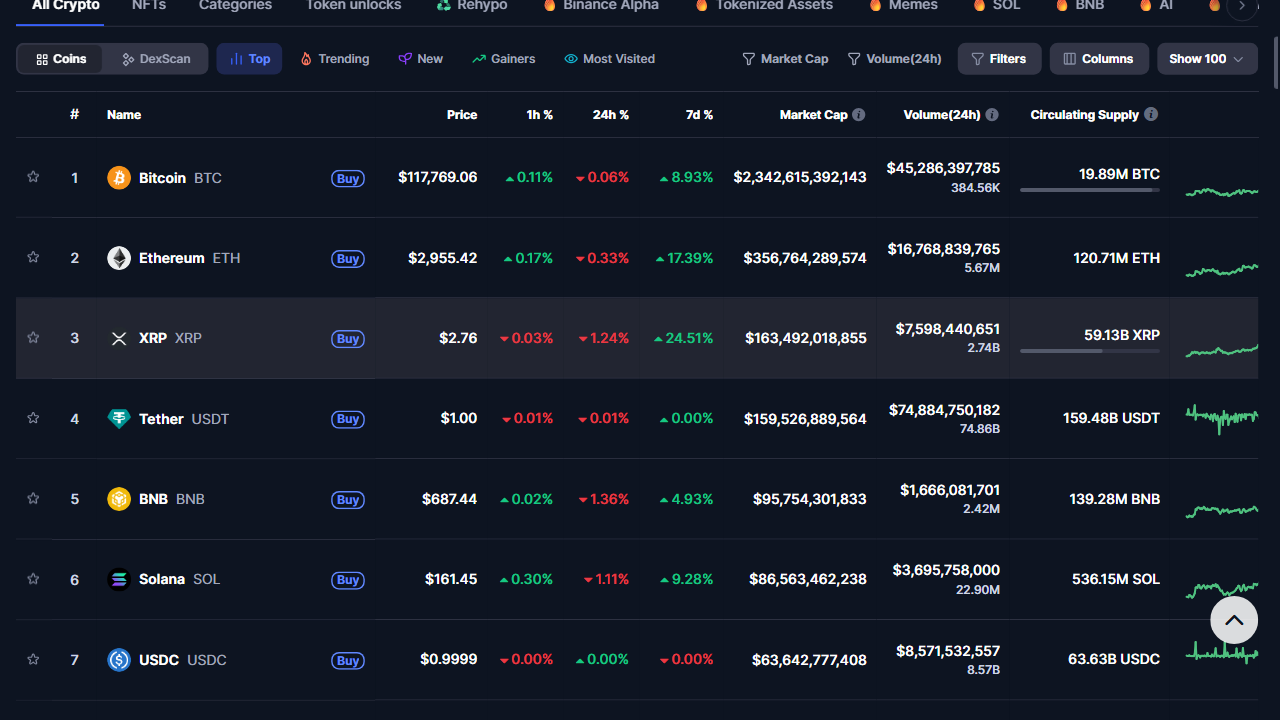 All Crypto NFTs Categories Token unlocks Rehypo Binance Alpha Tokenized Assets Memes SOL BNB AI
Coins DexScan Top Trending New Gainers Most Visited Market Cap Volume(24h) Filters Columns Show 100
# Name Price 1h % 24h % 7d % Market Cap Volume(24h) Circulating Supply
1 Bitcoin BTC Buy $117,769.06 0.11% 0.06% 8.93% $2,342,615,392,143 $45,286,397,785 19.89M BTC
384.56K
2 Ethereum ETH Buy $2,955.42 0.17% 0.33% 17.39% $356,764,289,574 $16,768,839,765 120.71M ETH
5.67M
3 XRP XRP Buy $2.76 0.03% 1.24% 24.51% $163,492,018,855 $7,598,440,651 59.13B XRP
2.74B
4 Tether USDT Buy $1.00 0.01% 0.01% 0.00% $159,526,889,564 $74,884,750,182 159.48B USDT
74.86B
5 BNB BNB Buy $687.44 0.02% 1.36% 4.93% $95,754,301,833 $1,666,081,701 139.28M BNB
2.42M
6 Solana SOL Buy $161.45 0.30% 1.11% 9.28% $86,563,462,238 $3,695,758,000 536.15M SOL
22.90M
7 USDC USDC Buy $0.9999 0.00% 0.00% 0.00% $63,642,777,408 $8,571,532,557 63.63B USDC
8.57B